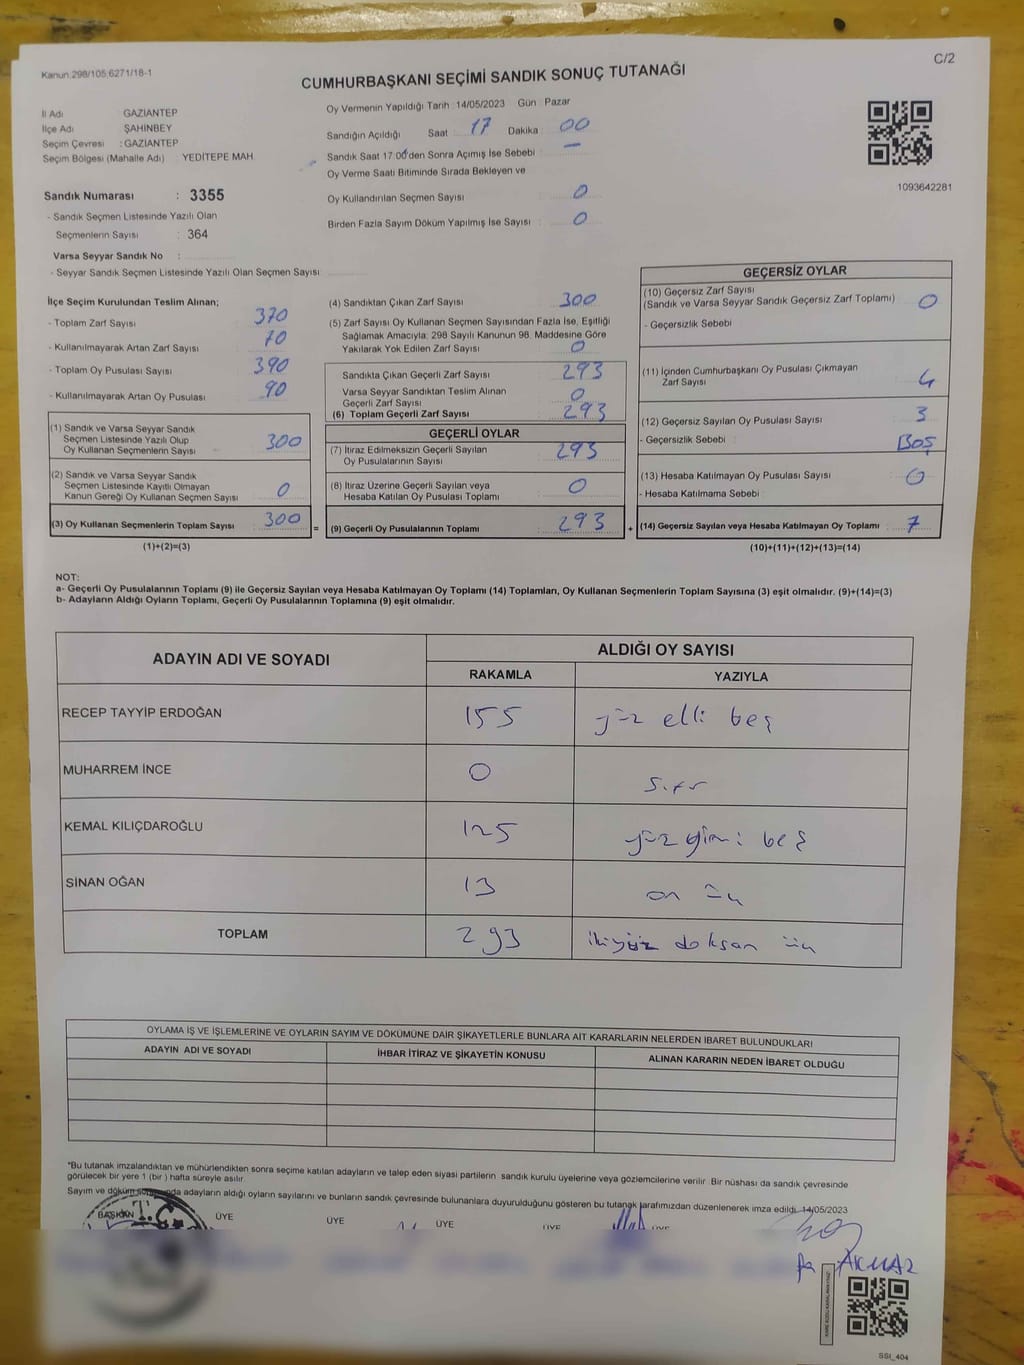 Kanun:298/105;6271/18-1
C/2
CUMHURBAŞKANI SEÇİMİ SANDIK SONUÇ TUTANAĞI
İl Adı : GAZİANTEP
İlçe Adı : ŞAHİNBEY
Seçim Çevresi : GAZİANTEP
Seçim Bölgesi (Mahalle Adı) : YEDİTEPE MAH.
Sandık Numarası : 3355
- Sandık Seçmen Listesinde Yazılı Olan
Seçmenlerin Sayısı : 364
Varsa Seyyar Sandık No :
- Seyyar Sandık Seçmen Listesinde Yazılı Olan Seçmen Sayısı :
Oy Vermenin Yapıldığı Tarih :14/05/2023 Gün : Pazar
Sandığın Açıldığı Saat : 17 Dakika : 00
Sandık Saat 17:00'den Sonra Açımış İse Sebebi : —
Oy Verme Saati Bitiminde Sırada Bekleyen ve
Oy Kullandırılan Seçmen Sayısı : 0
Birden Fazla Sayım Döküm Yapılmış İse Sayısı : 0
1093642281
İlçe Seçim Kurulundan Teslim Alınan;
- Toplam Zarf Sayısı : 370
- Kullanılmayarak Artan Zarf Sayısı : 70
- Toplam Oy Pusulası Sayısı : 390
- Kullanılmayarak Artan Oy Pusulası : 90
(1) Sandık ve Varsa Seyyar Sandık
Seçmen Listesinde Yazılı Olup
Oy Kullanan Seçmenlerin Sayısı : 300
(2) Sandık ve Varsa Seyyar Sandık
Seçmen Listesinde Kayıtlı Olmayan
Kanun Gereği Oy Kullanan Seçmen Sayısı : 0
(3) Oy Kullanan Seçmenlerin Toplam Sayısı : 300
(1)+(2)=(3)
=
(4) Sandıktan Çıkan Zarf Sayısı : 300
(5) Zarf Sayısı Oy Kullanan Seçmen Sayısından Fazla İse, Eşitliği
Sağlamak Amacıyla; 298 Sayılı Kanunun 98. Maddesine Göre
Yakılarak Yok Edilen Zarf Sayısı : 0
Sandıkta Çıkan Geçerli Zarf Sayısı : 293
Varsa Seyyar Sandıktan Teslim Alınan
Geçerli Zarf Sayısı : 0
(6) Toplam Geçerli Zarf Sayısı : 293
GEÇERLİ OYLAR
(7) İtiraz Edilmeksizin Geçerli Sayılan
Oy Pusulalarının Sayısı : 293
(8) İtiraz Üzerine Geçerli Sayılan veya
Hesaba Katılan Oy Pusulası Toplamı : 0
(9) Geçerli Oy Pusulalarının Toplamı : 293
+
GEÇERSİZ OYLAR
(10) Geçersiz Zarf Sayısı
(Sandık ve Varsa Seyyar Sandık Geçersiz Zarf Toplamı) : 0
- Geçersizlik Sebebi
(11) İçinden Cumhurbaşkanı Oy Pusulası Çıkmayan
Zarf Sayısı : 4
(12) Geçersiz Sayılan Oy Pusulası Sayısı : 3
- Geçersizlik Sebebi : BOŞ
(13) Hesaba Katılmayan Oy Pusulası Sayısı : 0
- Hesaba Katılmama Sebebi :
(14) Geçersiz Sayılan veya Hesaba Katılmayan Oy Toplamı : 7
(10)+(11)+(12)+(13)=(14)
NOT:
a- Geçerli Oy Pusulalarının Toplamı (9) ile Geçersiz Sayılan veya Hesaba Katılmayan Oy Toplamı (14) Toplamları, Oy Kullanan Seçmenlerin Toplam Sayısına (3) eşit olmalıdır. (9)+(14)=(3)
b- Adayların Aldığı Oyların Toplamı, Geçerli Oy Pusulalarının Toplamına (9) eşit olmalıdır.
ADAYIN ADI VE SOYADI
ALDIĞI OY SAYISI
RAKAMLA YAZIYLA
RECEP TAYYİP ERDOĞAN 155 yüz elli beş
MUHARREM İNCE 0 sıfır
KEMAL KILIÇDAROĞLU 125 yüz yirmi beş
SİNAN OĞAN 13 on üç
TOPLAM 293 ikiyüz doksan üç
OYLAMA İŞ VE İŞLEMLERİNE VE OYLARIN SAYIM VE DÖKÜMÜNE DAİR ŞİKAYETLERLE BUNLARA AİT KARARLARIN NELERDEN İBARET BULUNDUKLARI
ADAYIN ADI VE SOYADI İHBAR İTİRAZ VE ŞİKAYETİN KONUSU ALINAN KARARIN NEDEN İBARET OLDUĞU
*Bu tutanak imzalandıktan ve mühürlendikten sonra seçime katılan adayların ve talep eden siyasi partilerin sandık kurulu üyelerine veya gözlemcilerine verilir. Bir nüshası da sandık çevresinde
görülecek bir yere 1 (bir ) hafta süreyle asılır.
Sayım ve döküm sonunda adayların aldığı oyların sayılarını ve bunların sandık çevresinde bulunanlara duyurulduğunu gösteren bu tutanak tarafımızdan düzenlenerek imza edildi. 14/05/2023
BAŞKAN ÜYE ÜYE ÜYE ÜYE ÜYE
T.
SSI_404